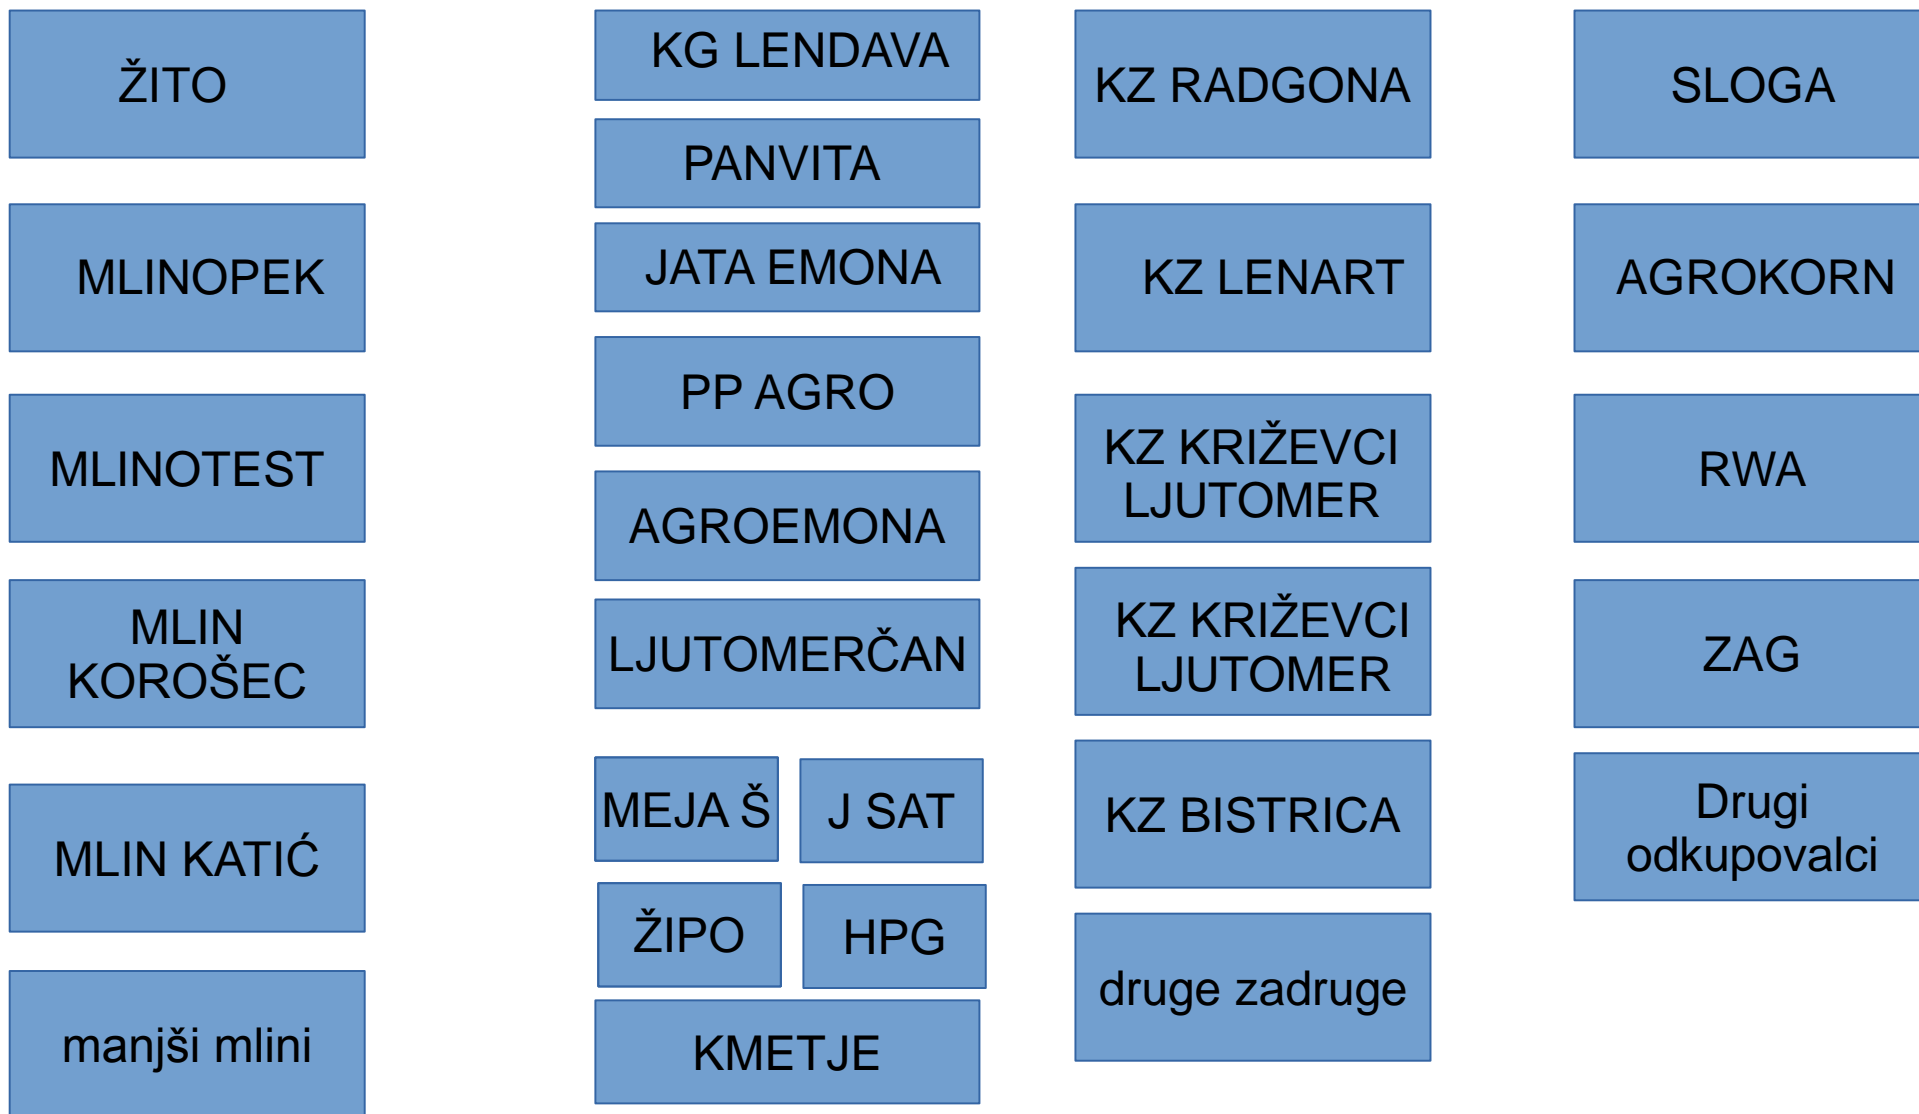 ŽITO
MLINOPEK
MLINOTEST
MLIN
KOROŠEC
MLIN KATIĆ
manjši mlini
KG LENDAVA
PANVITA
JATA EMONA
PP AGRO
AGROEMONA
LJUTOMERČAN
MEJA Š
J SAT
ŽIPO
HPG
KMETJE
KZ RADGONA
KZ LENART
KZ KRIŽEVCI
LJUTOMER
KZ KRIŽEVCI
LJUTOMER
KZ BISTRICA
druge zadruge
SLOGA
AGROKORN
RWA
ZAG
Drugi
odkupovalci